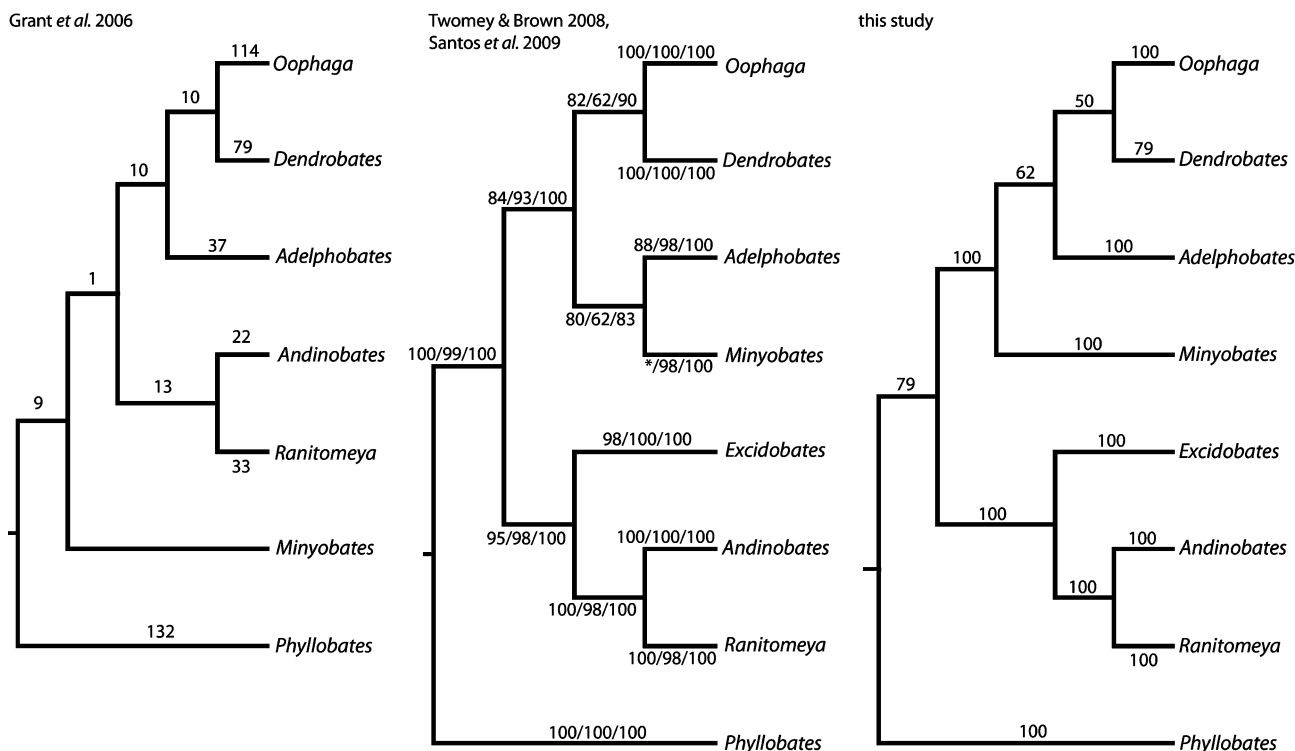 Grant et al. 2006
114
Oophaga
10
79
Dendrobates
10
37
Adelphobates
1
22
Andinobates
13
33
Ranitomeya
9
Minyobates
132
Phyllobates
Twomey & Brown 2008,
Santos et al. 2009
100/100/100
Oophaga
82/62/90
100/100/100
Dendrobates
84/93/100
88/98/100
Adelphobates
80/62/83
*/98/100
Minyobates
100/99/100
98/100/100
Excidobates
95/98/100
100/100/100
Andinobates
100/98/100
100/98/100
Ranitomeya
100/100/100
Phyllobates
this study
100
Oophaga
50
79
Dendrobates
62
100
Adelphobates
100
100
Minyobates
79
100
Excidobates
100
100
Andinobates
100
100
Ranitomeya
100
Phyllobates